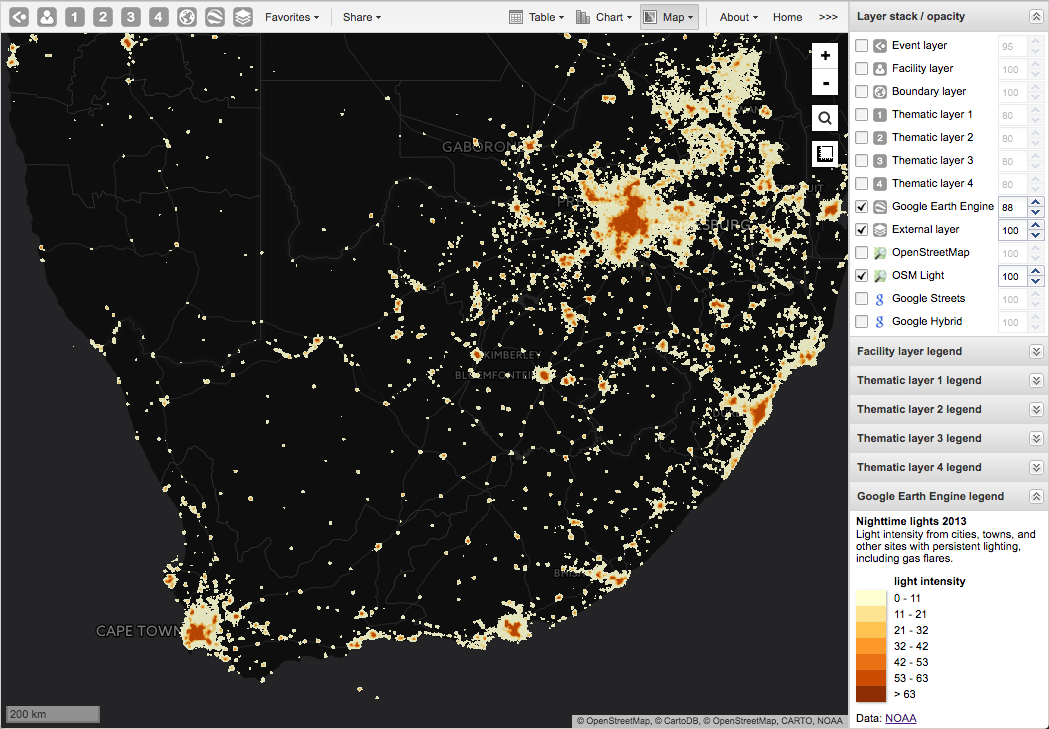 1 2 3 4 Favorites Share Table Chart Map About Home >>>
Layer stack / opacity
Event layer 95
Facility layer 100
Boundary layer 100
1 Thematic layer 1 80
2 Thematic layer 2 80
3 Thematic layer 3 80
4 Thematic layer 4 80
Google Earth Engine 88
External layer 100
OpenStreetMap 100
OSM Light 100
g Google Streets 100
g Google Hybrid 100
Facility layer legend
Thematic layer 1 legend
Thematic layer 2 legend
Thematic layer 3 legend
Thematic layer 4 legend
Google Earth Engine legend
Nighttime lights 2013
Light intensity from cities, towns, and
other sites with persistent lighting,
including gas flares.
light intensity
0 - 11
11 - 21
21 - 32
32 - 42
42 - 53
53 - 63
> 63
Data: NOAA
+
-
GABORON
KIMBERLEY
BLOEMFONTEI
CAPE TOWN
200 km
© OpenStreetMap, © CartoDB, © OpenStreetMap, CARTO, NOAA